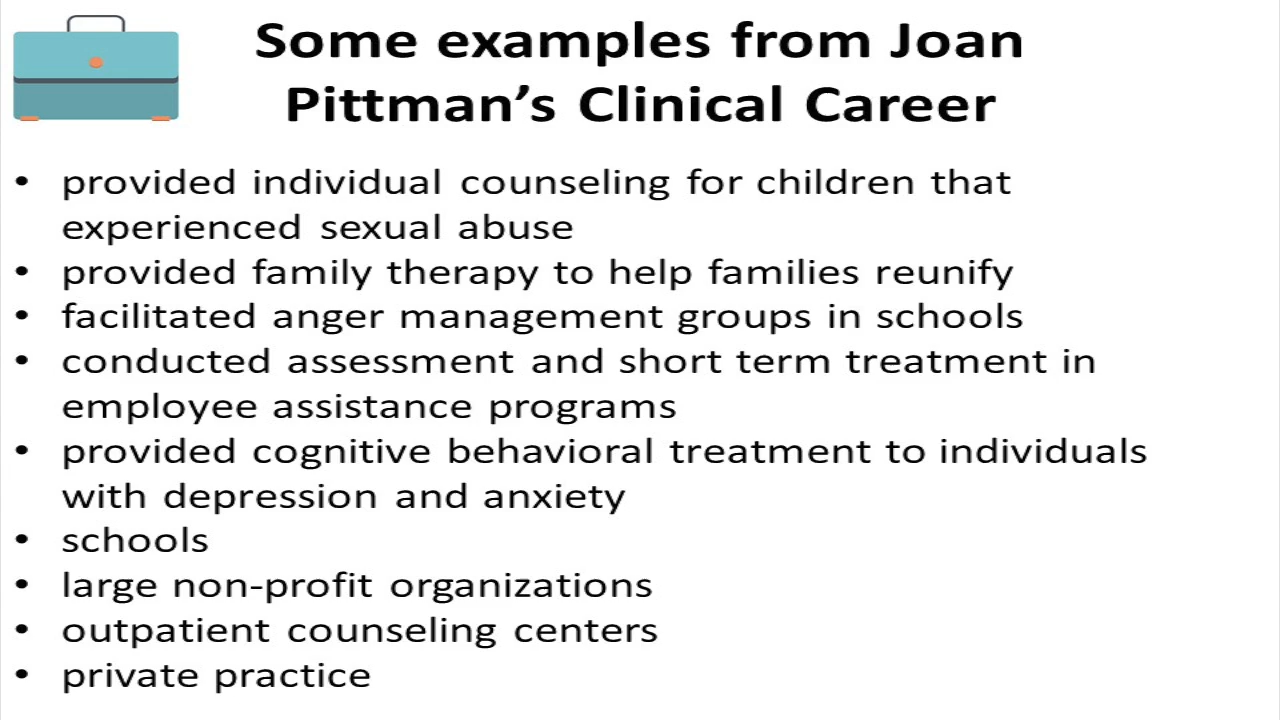 Some examples from Joan
Pittman’s Clinical Career
• provided individual counseling for children that
experienced sexual abuse
• provided family therapy to help families reunify
• facilitated anger management groups in schools
• conducted assessment and short term treatment in
employee assistance programs
• provided cognitive behavioral treatment to individuals
with depression and anxiety
• schools
• large non-profit organizations
• outpatient counseling centers
• private practice